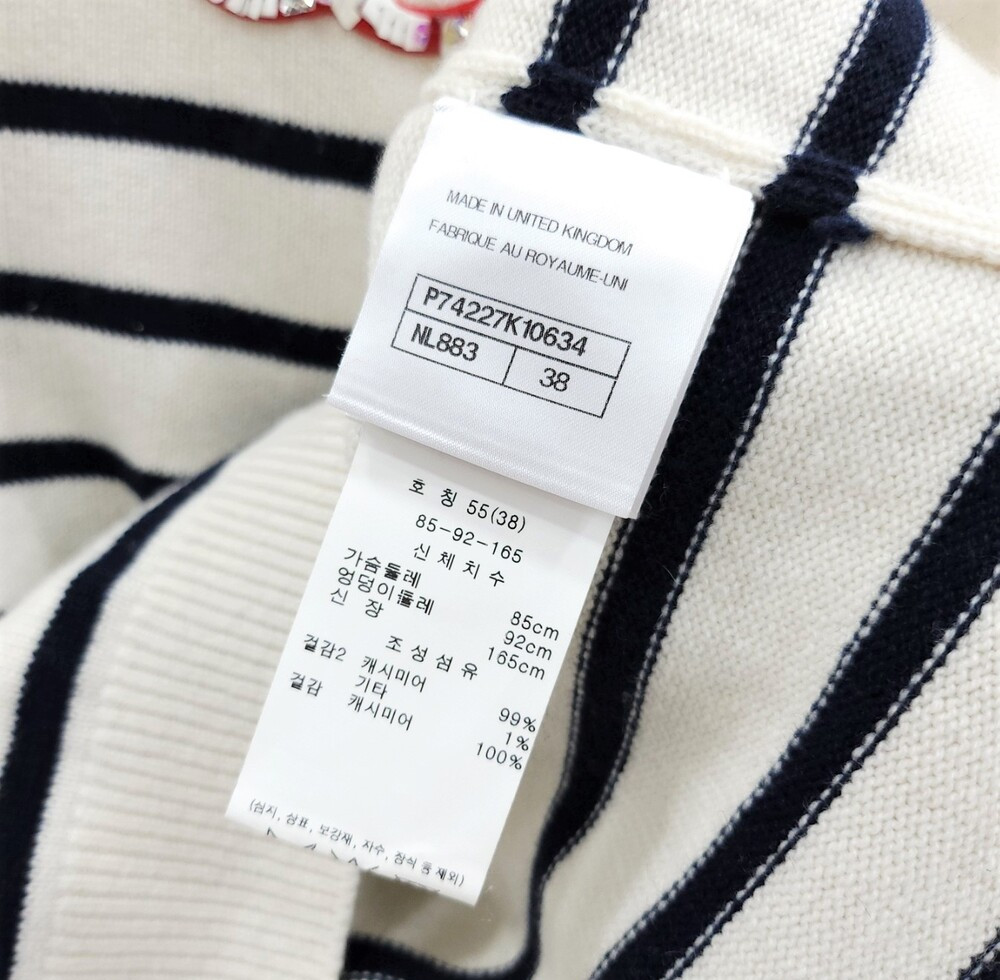 MADE IN UNITED KINGDOM
FABRIQUE AU ROYAUME-UNI
P74227K10634
NL883 38
호 칭 55(38)
85-92-165
신 체 치 수
가슴둘레 85cm
엉덩이둘레 92cm
신 장 165cm
조 성 섬 유
겉감2 캐시미어 99%
기타 1%
겉감 캐시미어 100%
(심지, 상표, 보강재, 자수, 장식 등 제외)